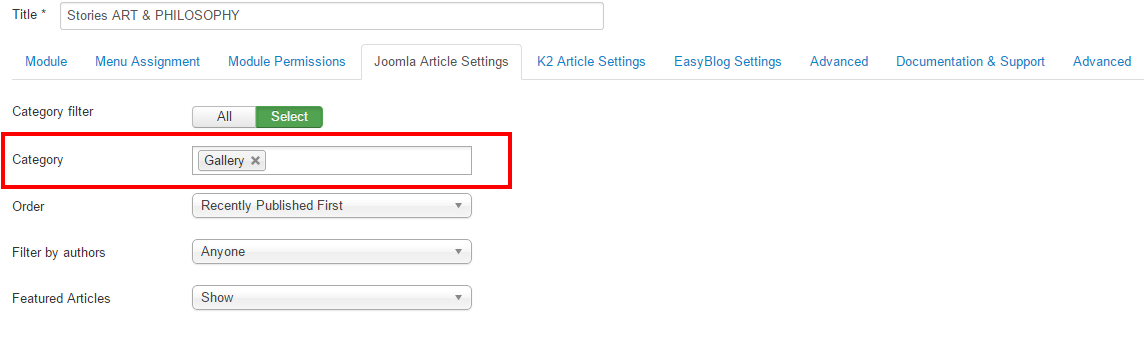 Title * Stories ART & PHILOSOPHY
Module Menu Assignment Module Permissions Joomla Article Settings K2 Article Settings EasyBlog Settings Advanced Documentation & Support Advanced
Category filter All Select
Category Gallery ×
Order Recently Published First
Filter by authors Anyone
Featured Articles Show